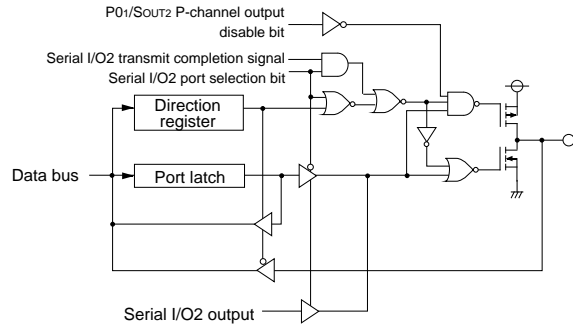 P01/SOUT2 P-channel output
disable bit
Serial I/O2 transmit completion signal
Serial I/O2 port selection bit
Direction
register
Data bus
Port latch
Serial I/O2 output